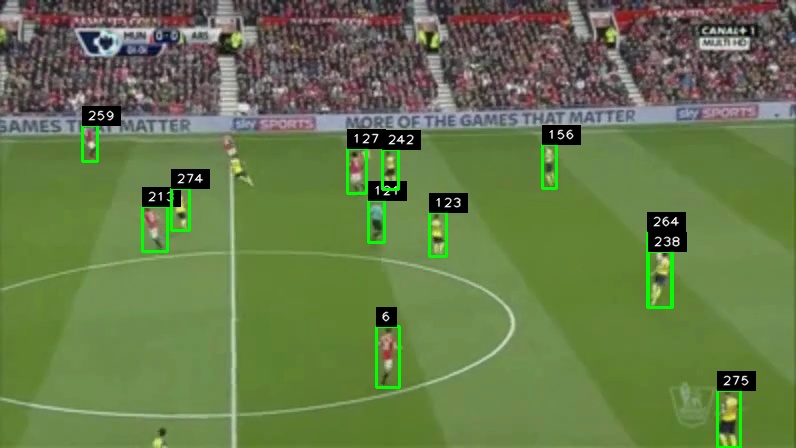 MUN 0-0 ARS
CANAL+ 1
MULTI HD
GAMES THAT MATTER
sky SPORTS
MORE OF THE GAMES THAT MATTER
sky SPORTS
259
127
242
156
274
213
121
123
264
238
6
275